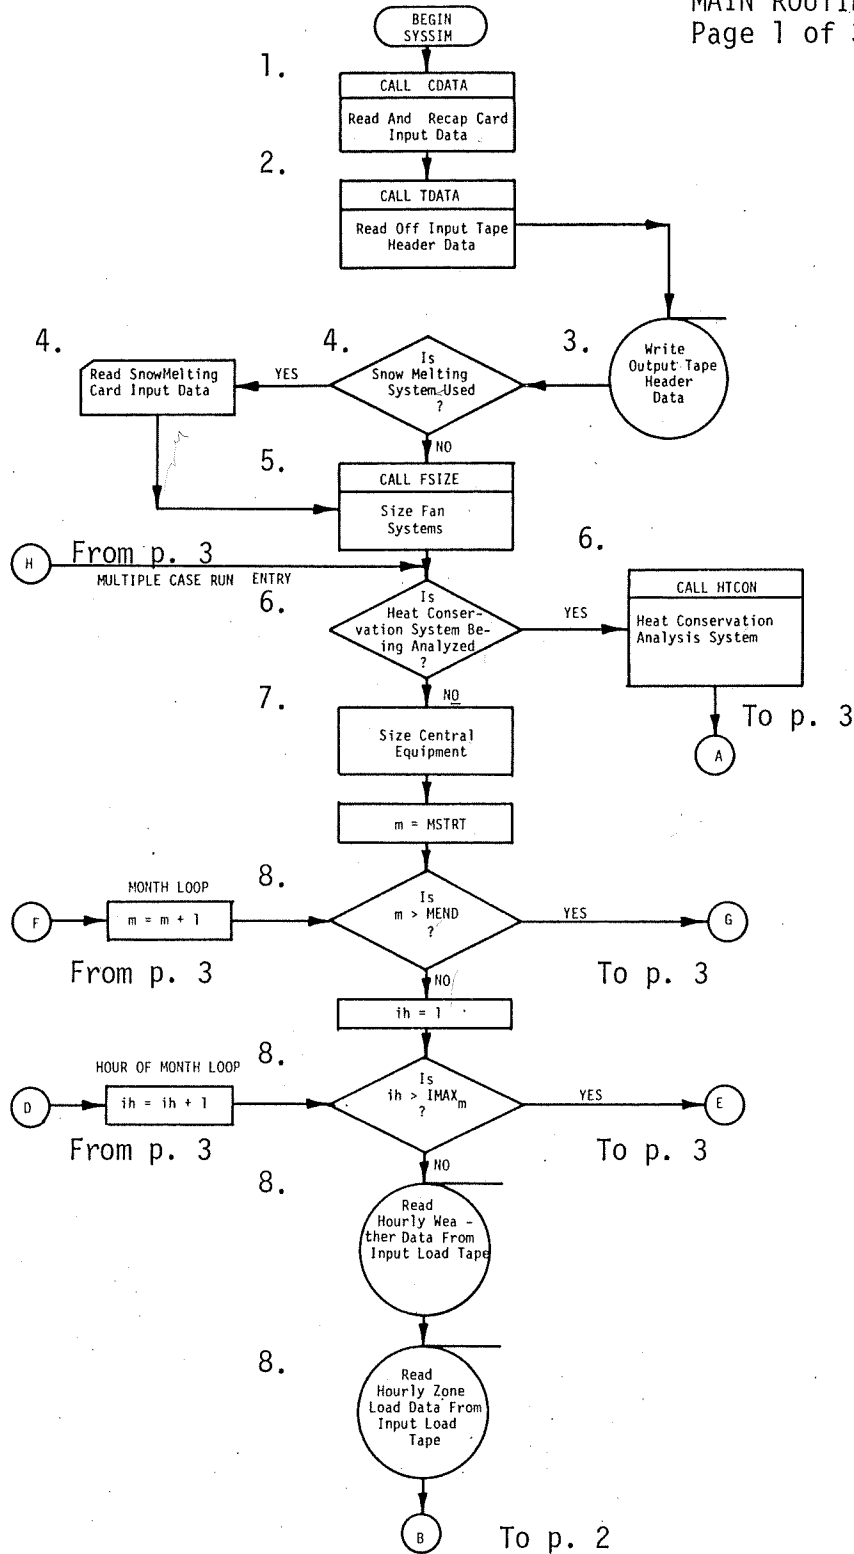 MAIN ROUTIN
Page 1 of 3
BEGIN
SYSSIM
1.
CALL CDATA
Read And Recap Card
Input Data
2.
CALL TDATA
Read Off Input Tape
Header Data
3.
Write
Output Tape
Header
Data
4.
Is
Snow Melting
System Used
?
YES
4.
Read SnowMelting
Card Input Data
NO
5.
CALL FSIZE
Size Fan
Systems
H
From p. 3
MULTIPLE CASE RUN ENTRY
6.
Is
Heat Conser-
vation System Be-
ing Analyzed
?
YES
6.
CALL HTCON
Heat Conservation
Analysis System
To p. 3
A
NO
7.
Size Central
Equipment
m = MSTRT
MONTH LOOP
8.
F
m = m + 1
Is
m > MEND
?
YES
G
From p. 3
To p. 3
NO
ih = 1
HOUR OF MONTH LOOP
8.
D
ih = ih + 1
Is
ih > IMAXm
?
YES
E
From p. 3
To p. 3
NO
8.
Read
Hourly Wea -
ther Data From
Input Load Tape
8.
Read
Hourly Zone
Load Data From
Input Load
Tape
B
To p. 2